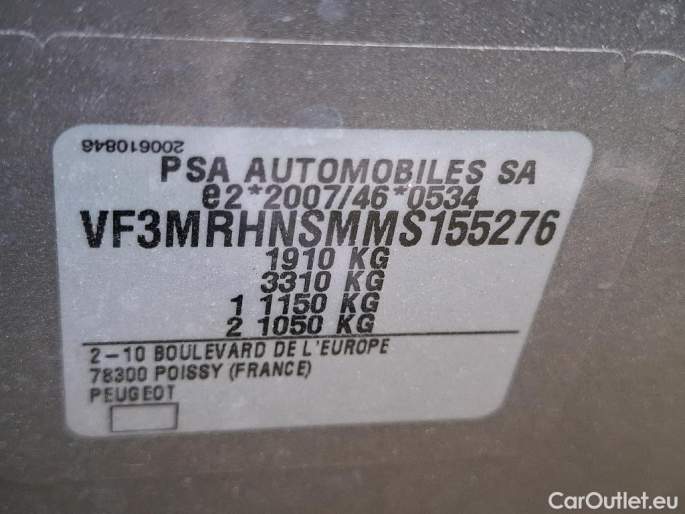 200610846
PSA AUTOMOBILES SA
e2*2007/46*0534
VF3MRHNSMMS155276
1910 KG
3310 KG
1 1150 KG
2 1050 KG
2-10 BOULEVARD DE L'EUROPE
78300 POISSY (FRANCE)
PEUGEOT
CarOutlet.eu